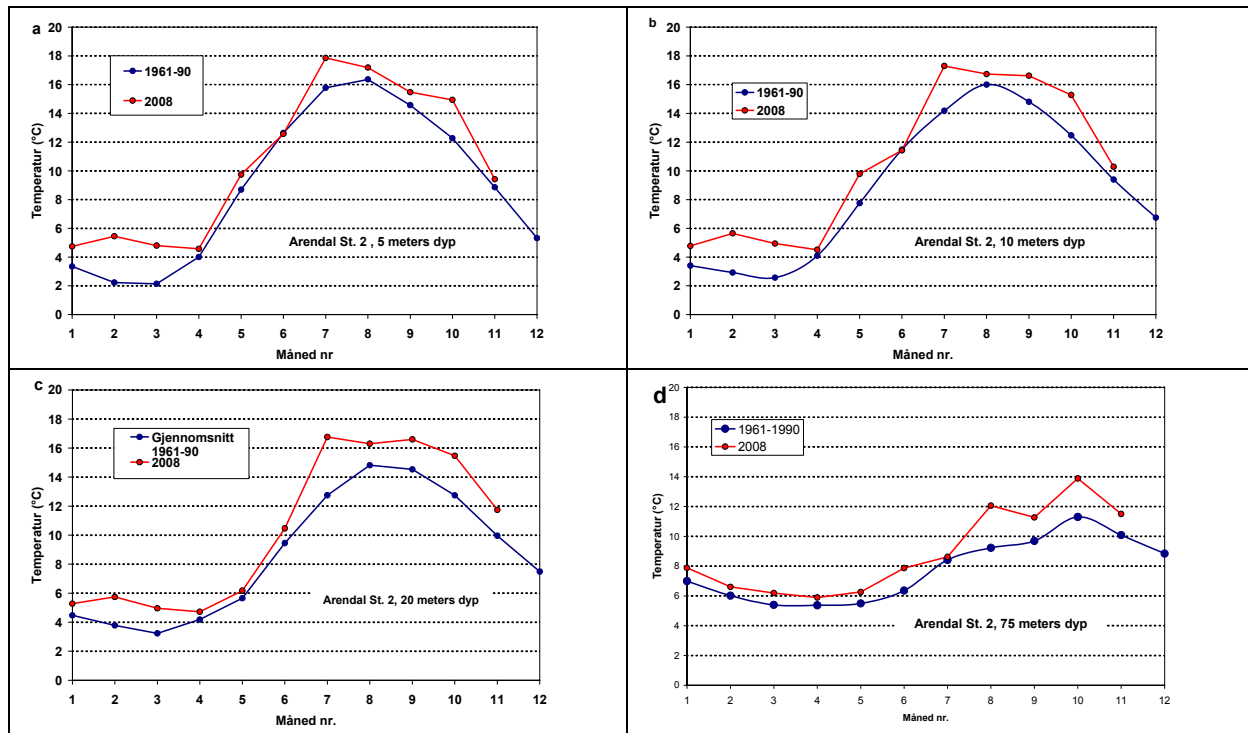 a
Temperatur (°C)
20
18
16
14
12
10
8
6
4
2
0
1961-90
2008
Arendal St. 2 , 5 meters dyp
1 2 3 4 5 6 7 8 9 10 11 12
Måned nr
b
Temperatur (°C)
20
18
16
14
12
10
8
6
4
2
0
1961-90
2008
Arendal St. 2, 10 meters dyp
1 2 3 4 5 6 7 8 9 10 11 12
Måned nr.
c
Temperatur (°C)
20
18
16
14
12
10
8
6
4
2
0
Gjennomsnitt
1961-90
2008
Arendal St. 2, 20 meters dyp
1 2 3 4 5 6 7 8 9 10 11 12
Måned nr.
d
Temperatur (°C)
20
18
16
14
12
10
8
6
4
2
0
1961-1990
2008
Arendal St. 2, 75 meters dyp
1 2 3 4 5 6 7 8 9 10 11 12
Måned nr.